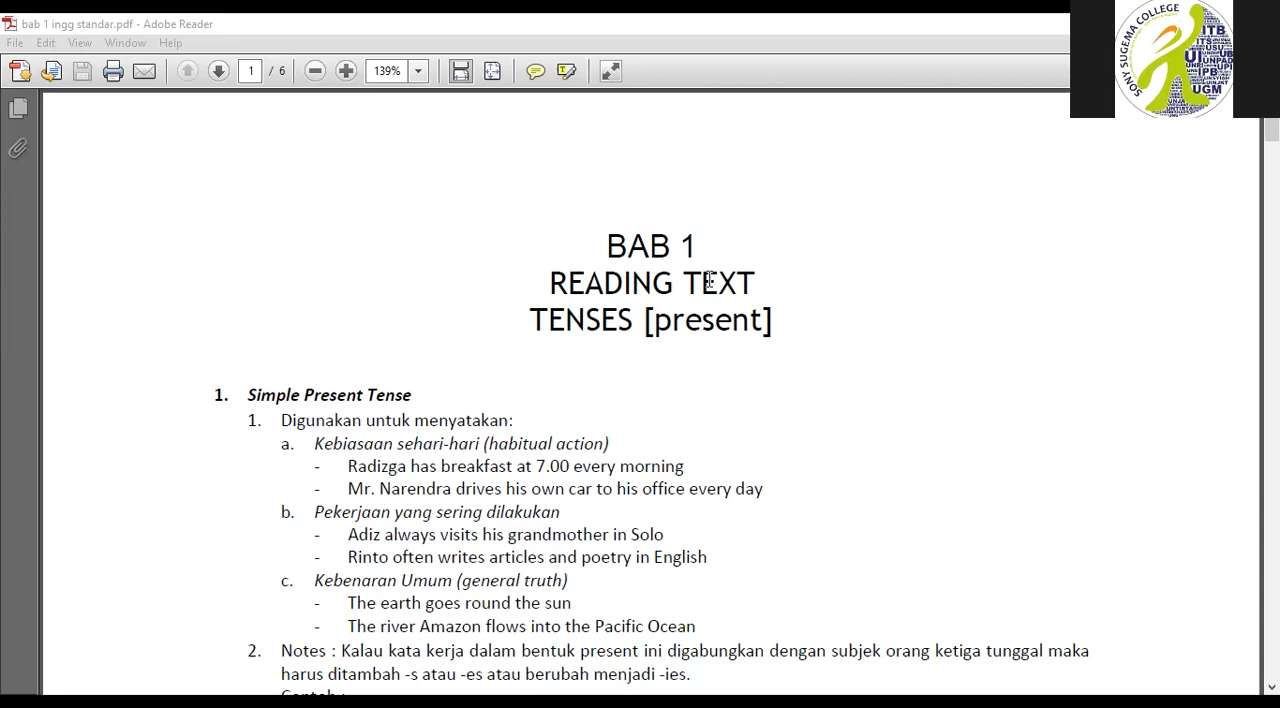 bab 1 ingg standar.pdf - Adobe Reader
File Edit View Window Help
1 / 6 139%
SONY SUGEMA COLLEGE
ITB
UI
IPB
UGM
UNPAD
BAB 1
READING TEXT
TENSES [present]
1. Simple Present Tense
1. Digunakan untuk menyatakan:
a. Kebiasaan sehari-hari (habitual action)
- Radizga has breakfast at 7.00 every morning
- Mr. Narendra drives his own car to his office every day
b. Pekerjaan yang sering dilakukan
- Adiz always visits his grandmother in Solo
- Rinto often writes articles and poetry in English
c. Kebenaran Umum (general truth)
- The earth goes round the sun
- The river Amazon flows into the Pacific Ocean
2. Notes : Kalau kata kerja dalam bentuk present ini digabungkan dengan subjek orang ketiga tunggal maka
harus ditambah -s atau -es atau berubah menjadi -ies.
Contoh :